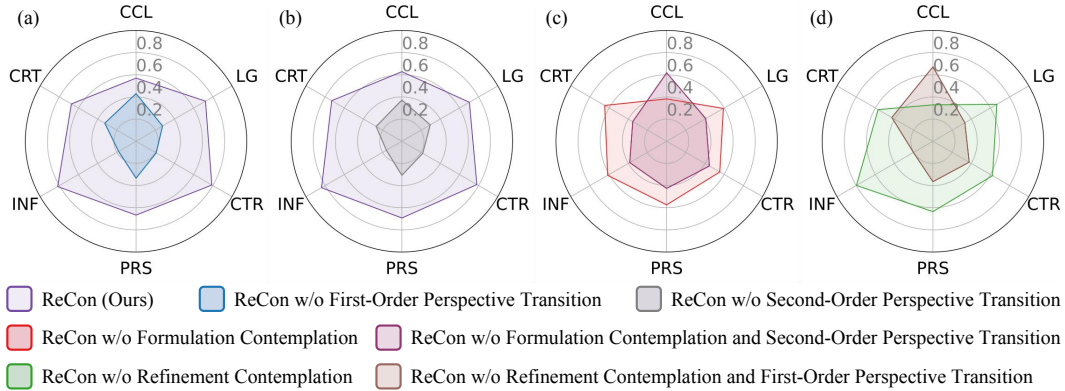 (a)
CCL
0.8
0.6
0.4
0.2
CRT
LG
INF
CTR
PRS
(b)
CCL
0.8
0.6
0.4
0.2
CRT
LG
INF
CTR
PRS
(c)
CCL
0.8
0.6
0.4
0.2
CRT
LG
INF
CTR
PRS
(d)
CCL
0.8
0.6
0.4
0.2
CRT
LG
INF
CTR
PRS
ReCon (Ours)
ReCon w/o First-Order Perspective Transition
ReCon w/o Second-Order Perspective Transition
ReCon w/o Formulation Contemplation
ReCon w/o Formulation Contemplation and Second-Order Perspective Transition
ReCon w/o Refinement Contemplation
ReCon w/o Refinement Contemplation and First-Order Perspective Transition